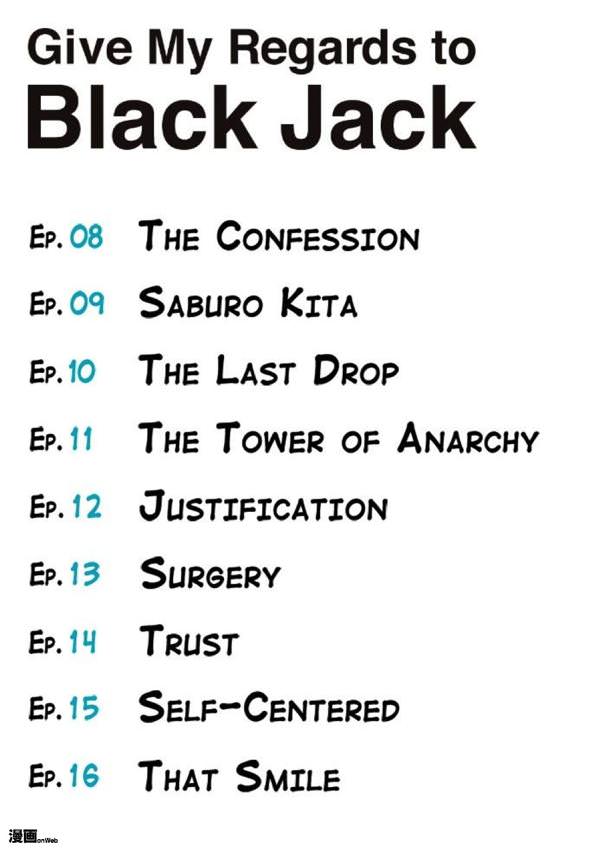 Give My Regards to
Black Jack
Ep. 08 The Confession
Ep. 09 Saburo Kita
Ep. 10 The Last Drop
Ep. 11 The Tower of Anarchy
Ep. 12 Justification
Ep. 13 Surgery
Ep. 14 Trust
Ep. 15 Self-Centered
Ep. 16 That Smile
漫画onWeb